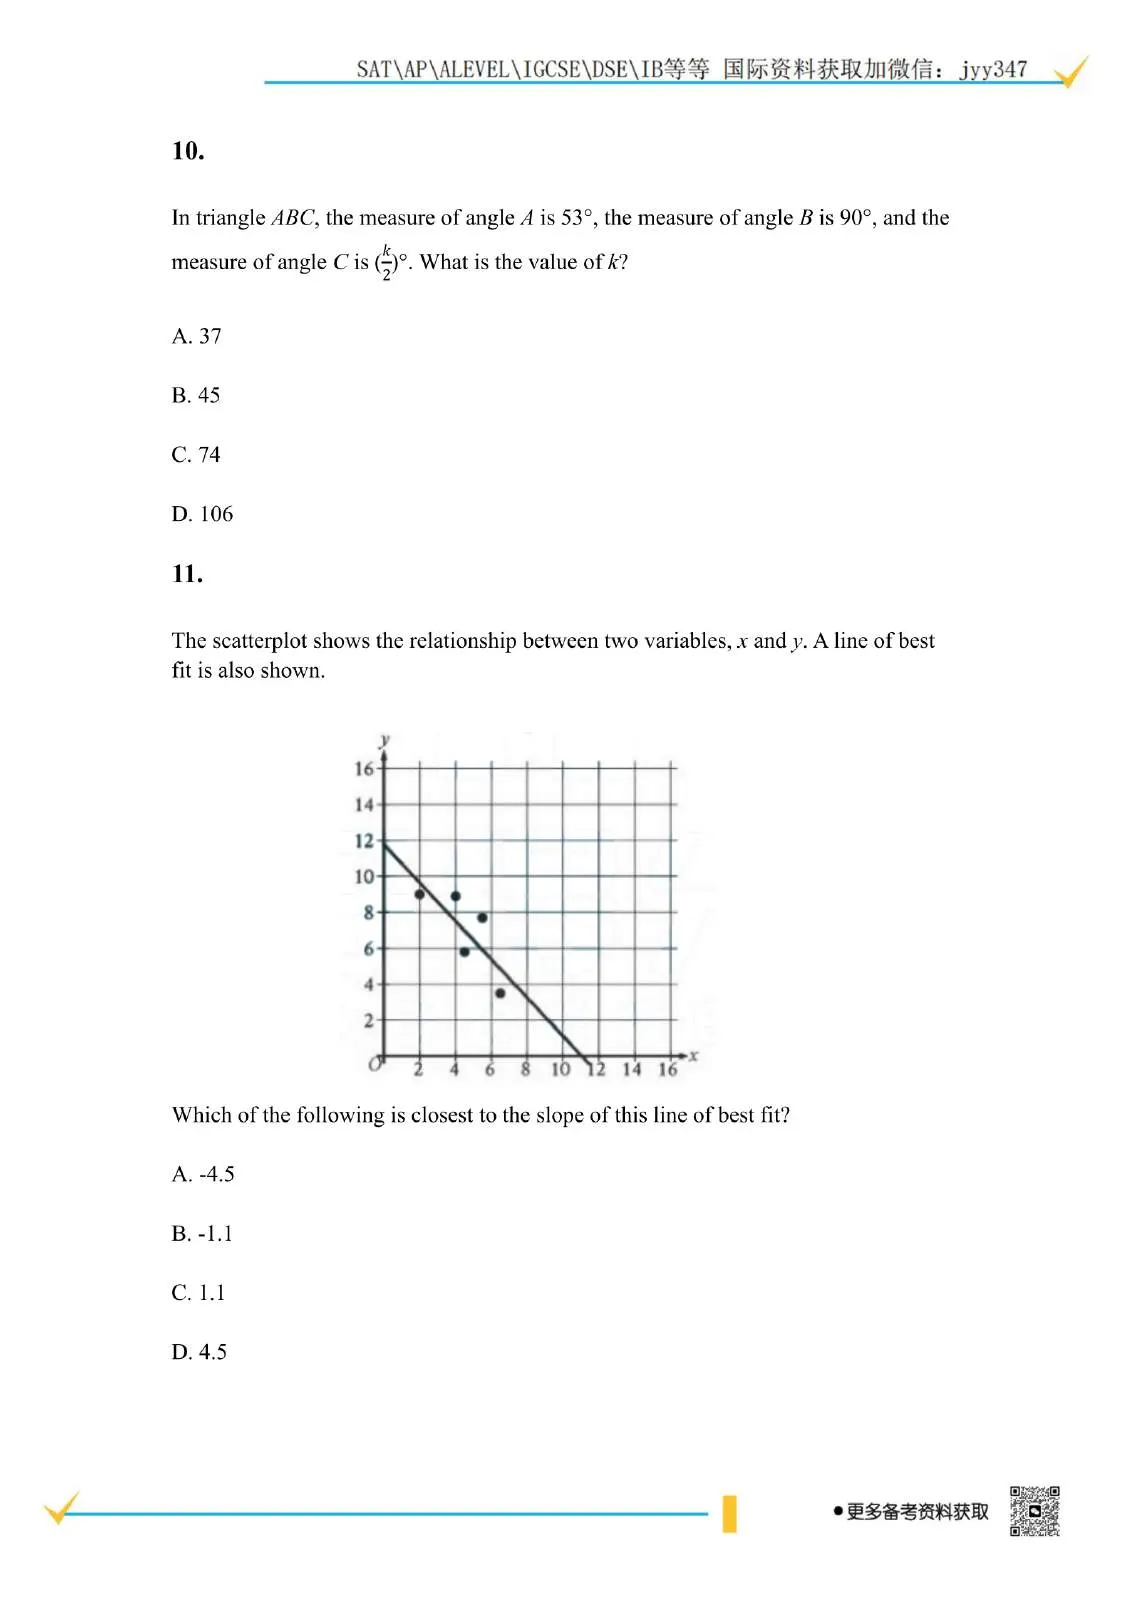 SAT\AP\ALEVEL\IGCSE\DSE\IB等等 国际资料获取加微信：jyy347
10.
In triangle ABC, the measure of angle A is 53°, the measure of angle B is 90°, and the
measure of angle C is (k/2)°. What is the value of k?
A. 37
B. 45
C. 74
D. 106
11.
The scatterplot shows the relationship between two variables, x and y. A line of best
fit is also shown.
y
16
14
12
10
8
6
4
2
O 2 4 6 8 10 12 14 16 x
Which of the following is closest to the slope of this line of best fit?
A. -4.5
B. -1.1
C. 1.1
D. 4.5
●更多备考资料获取